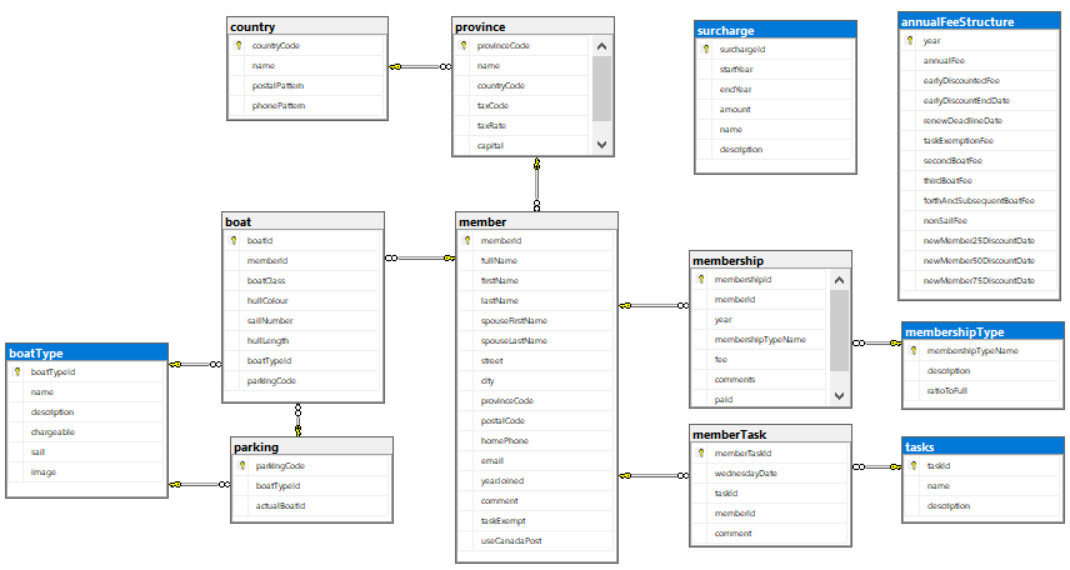 country
countryCode
name
postalPattern
phonePattern
province
provinceCode
name
countryCode
taxCode
taxRate
capital
surcharge
surchargeId
startYear
endYear
amount
name
description
annualFeeStructure
year
annualFee
earlyDiscountedFee
earlyDiscountEndDate
renewDeadlineDate
taskExemptionFee
secondBoatFee
thirdBoatFee
forthAndSubsequentBoatFee
nonSailFee
newMember25DiscountDate
newMember50DiscountDate
newMember75DiscountDate
boat
boatId
memberId
boatClass
hullColour
sailNumber
hullLength
boatTypeId
parkingCode
member
memberId
fullName
firstName
lastName
spouseFirstName
spouseLastName
street
city
provinceCode
postalCode
homePhone
email
yearJoined
comment
taskExempt
useCanadaPost
membership
membershipId
memberId
year
membershipTypeName
fee
comments
paid
membershipType
membershipTypeName
description
ratioToFull
boatType
boatTypeId
name
description
chargeable
sail
image
parking
parkingCode
boatTypeId
actualBoatId
memberTask
memberTaskId
wednesdayDate
taskId
memberId
comment
tasks
taskId
name
description